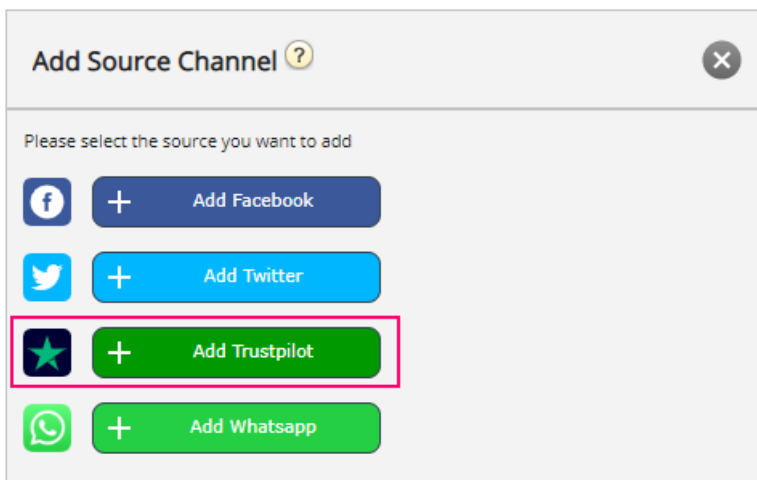 Add Source Channel ?
Please select the source you want to add
f + Add Facebook
+ Add Twitter
+ Add Trustpilot
+ Add Whatsapp